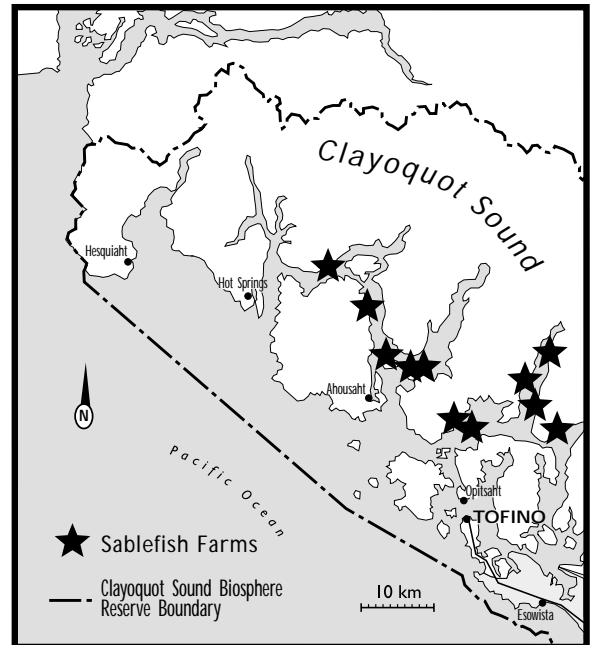 Clayoquot Sound
Hesquiaht
Hot Springs
Ahousaht
N
Pacific Ocean
Opitsaht
TOFINO
Sablefish Farms
Clayoquot Sound Biosphere
Reserve Boundary
10 km
Esowista